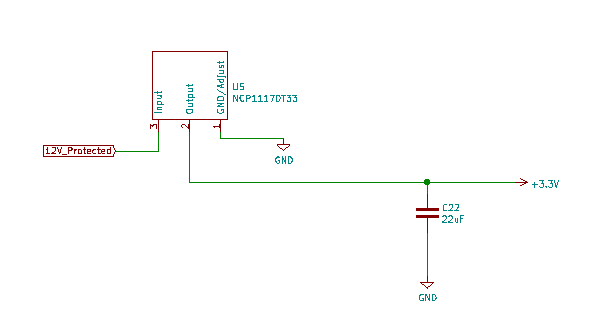 Input
Output
GND/Adjust
U5
NCP1117DT33
3
2
1
12V_Protected
GND
+3.3V
C22
22uF
GND